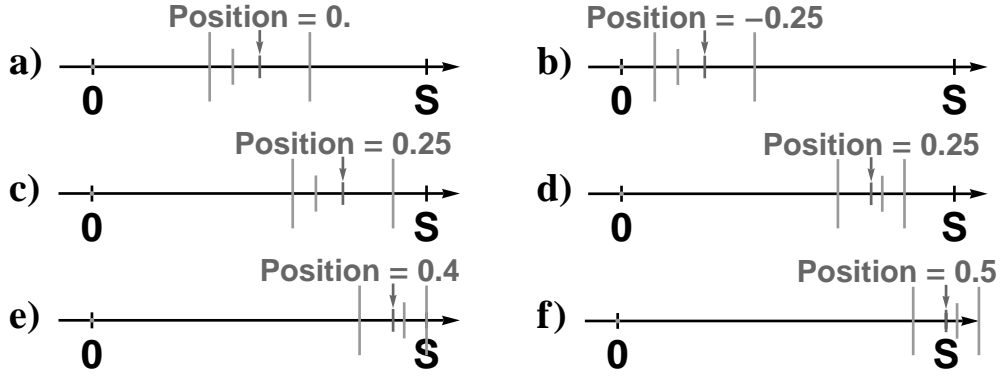 Position = 0.
a)
0 S
Position = −0.25
b)
0 S
Position = 0.25
c)
0 S
Position = 0.25
d)
0 S
Position = 0.4
e)
0 S
Position = 0.5
f)
0 S